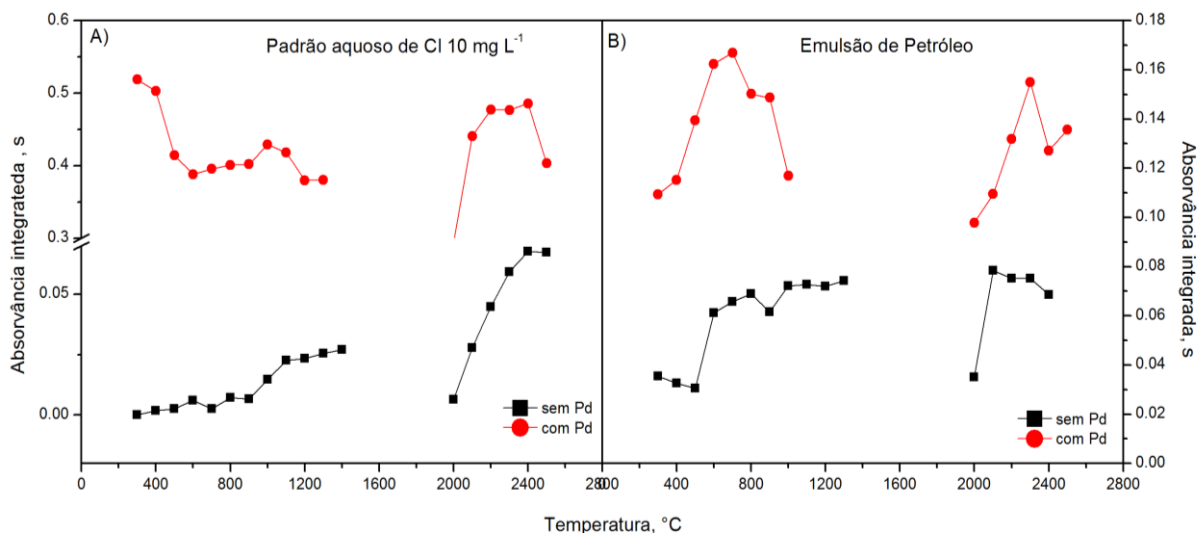 A)
Padrão aquoso de Cl 10 mg L⁻¹
B)
Emulsão de Petróleo
Absorvância integrateda, s
0.6
0.5
0.4
0.3
0.05
0.00
sem Pd
com Pd
sem Pd
com Pd
0.18
0.16
0.14
0.12
0.10
0.08
0.06
0.04
0.02
0.00
Absorvância integrada, s
0 400 800 1200 1600 2000 2400 2800 400 800 1200 1600 2000 2400 2800
Temperatura, °C